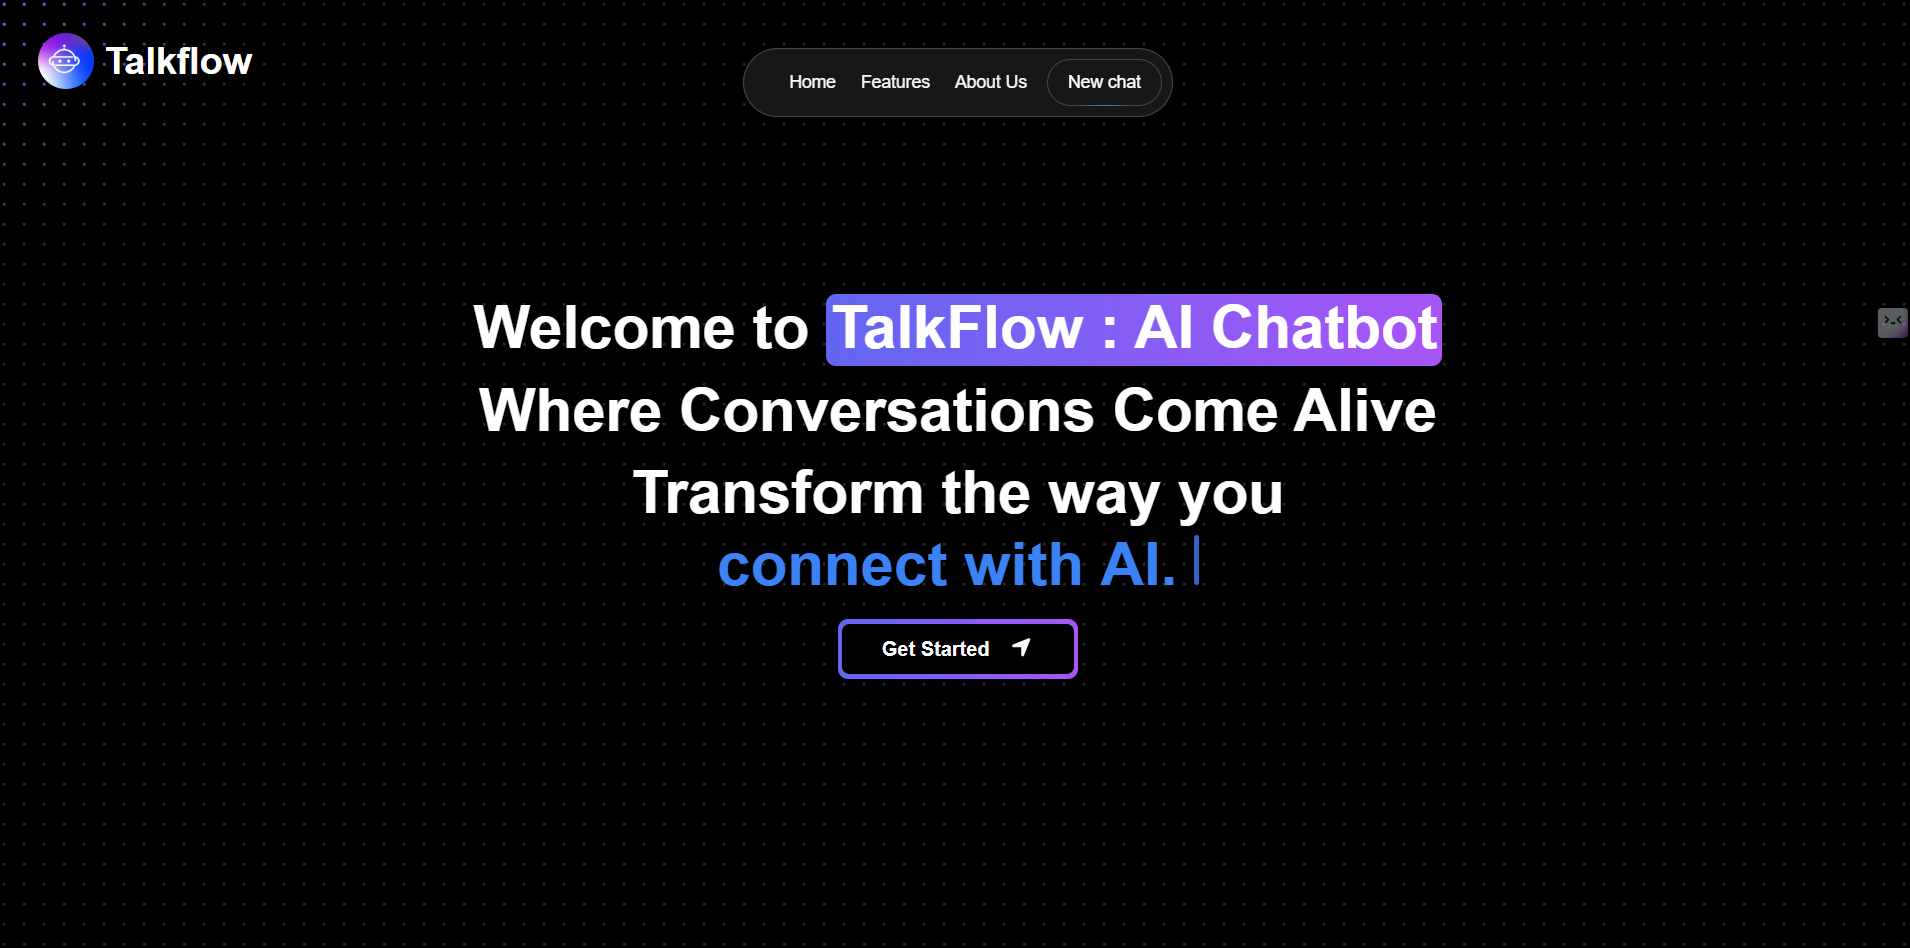 Talkflow
Home Features About Us New chat
Welcome to TalkFlow : AI Chatbot
Where Conversations Come Alive
Transform the way you
connect with AI.
Get Started